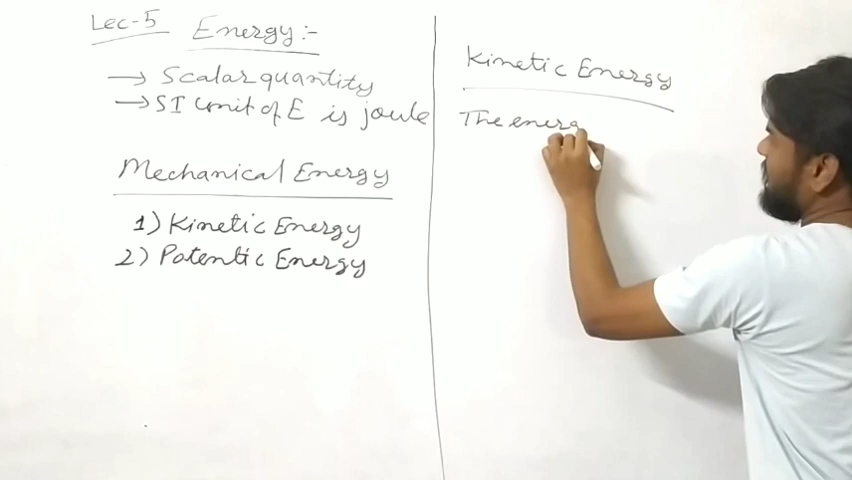 Lec-5 Energy:-
→ Scalar quantity
→ SI unit of E is joule
Mechanical Energy
1) Kinetic Energy
2) Potentic Energy
Kinetic Energy
The energ